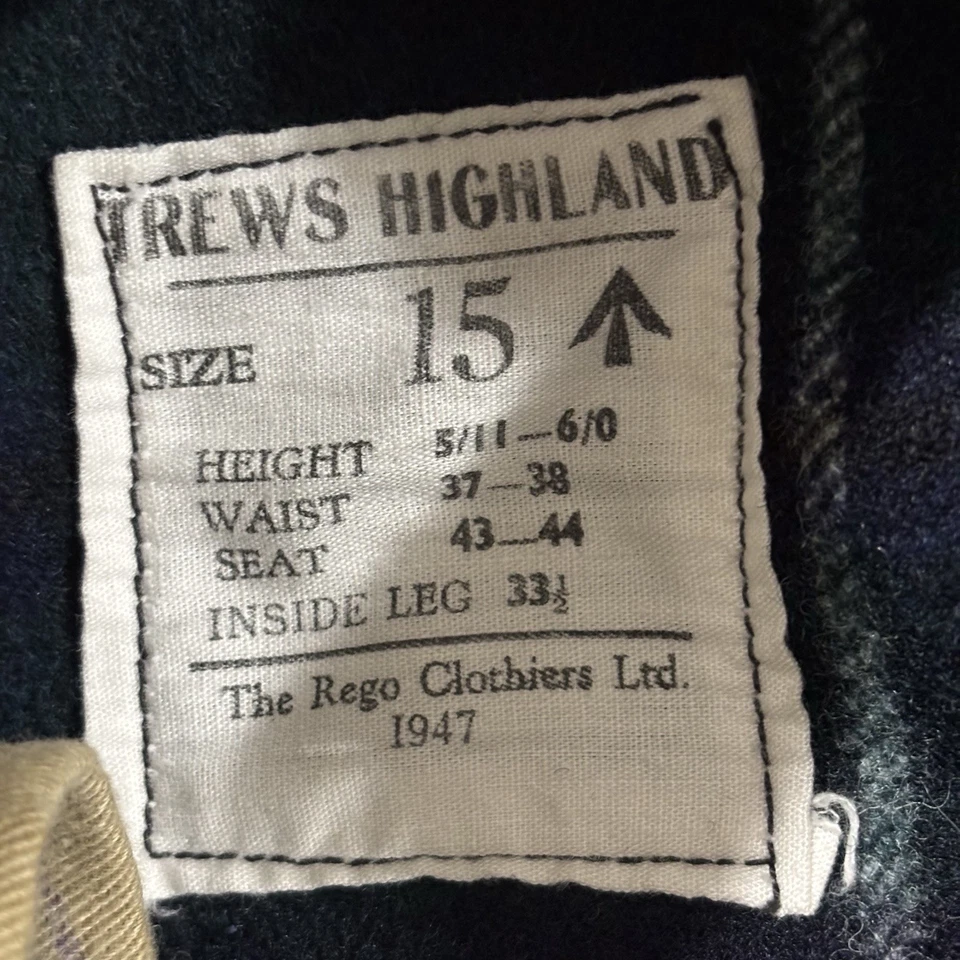 TREWS HIGHLAND
SIZE 15
HEIGHT 5/11—6/0
WAIST 37—38
SEAT 43—44
INSIDE LEG 33½
The Rego Clothiers Ltd.
1947